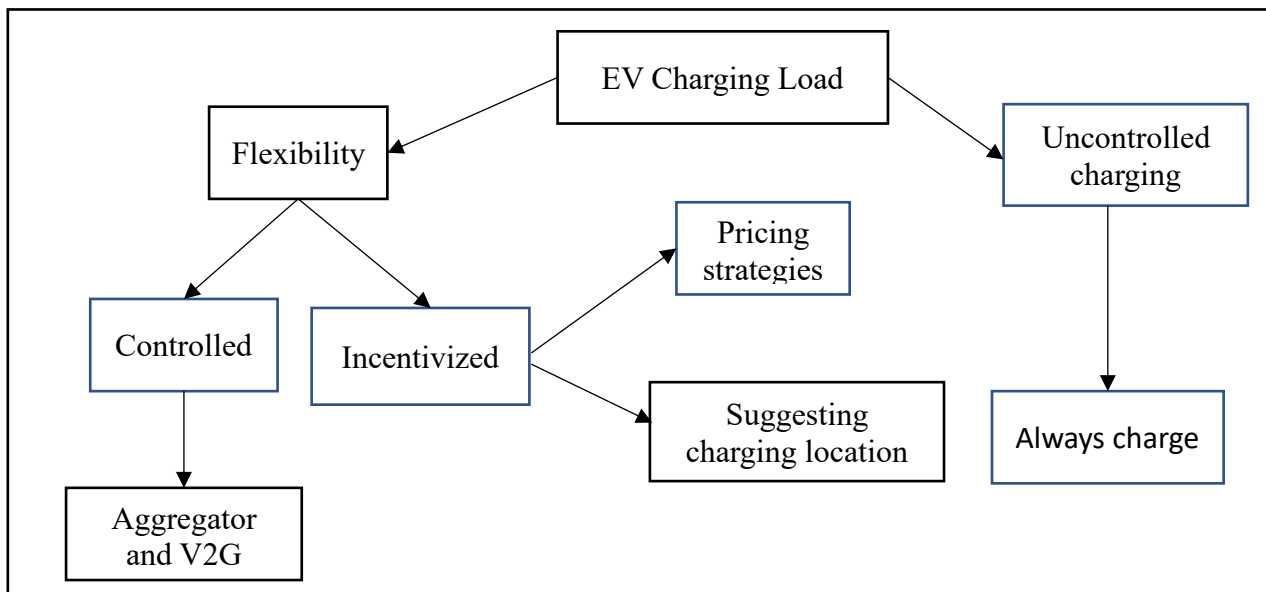 EV Charging Load
Flexibility
Uncontrolled
charging
Pricing
strategies
Controlled
Incentivized
Suggesting
charging location
Always charge
Aggregator
and V2G